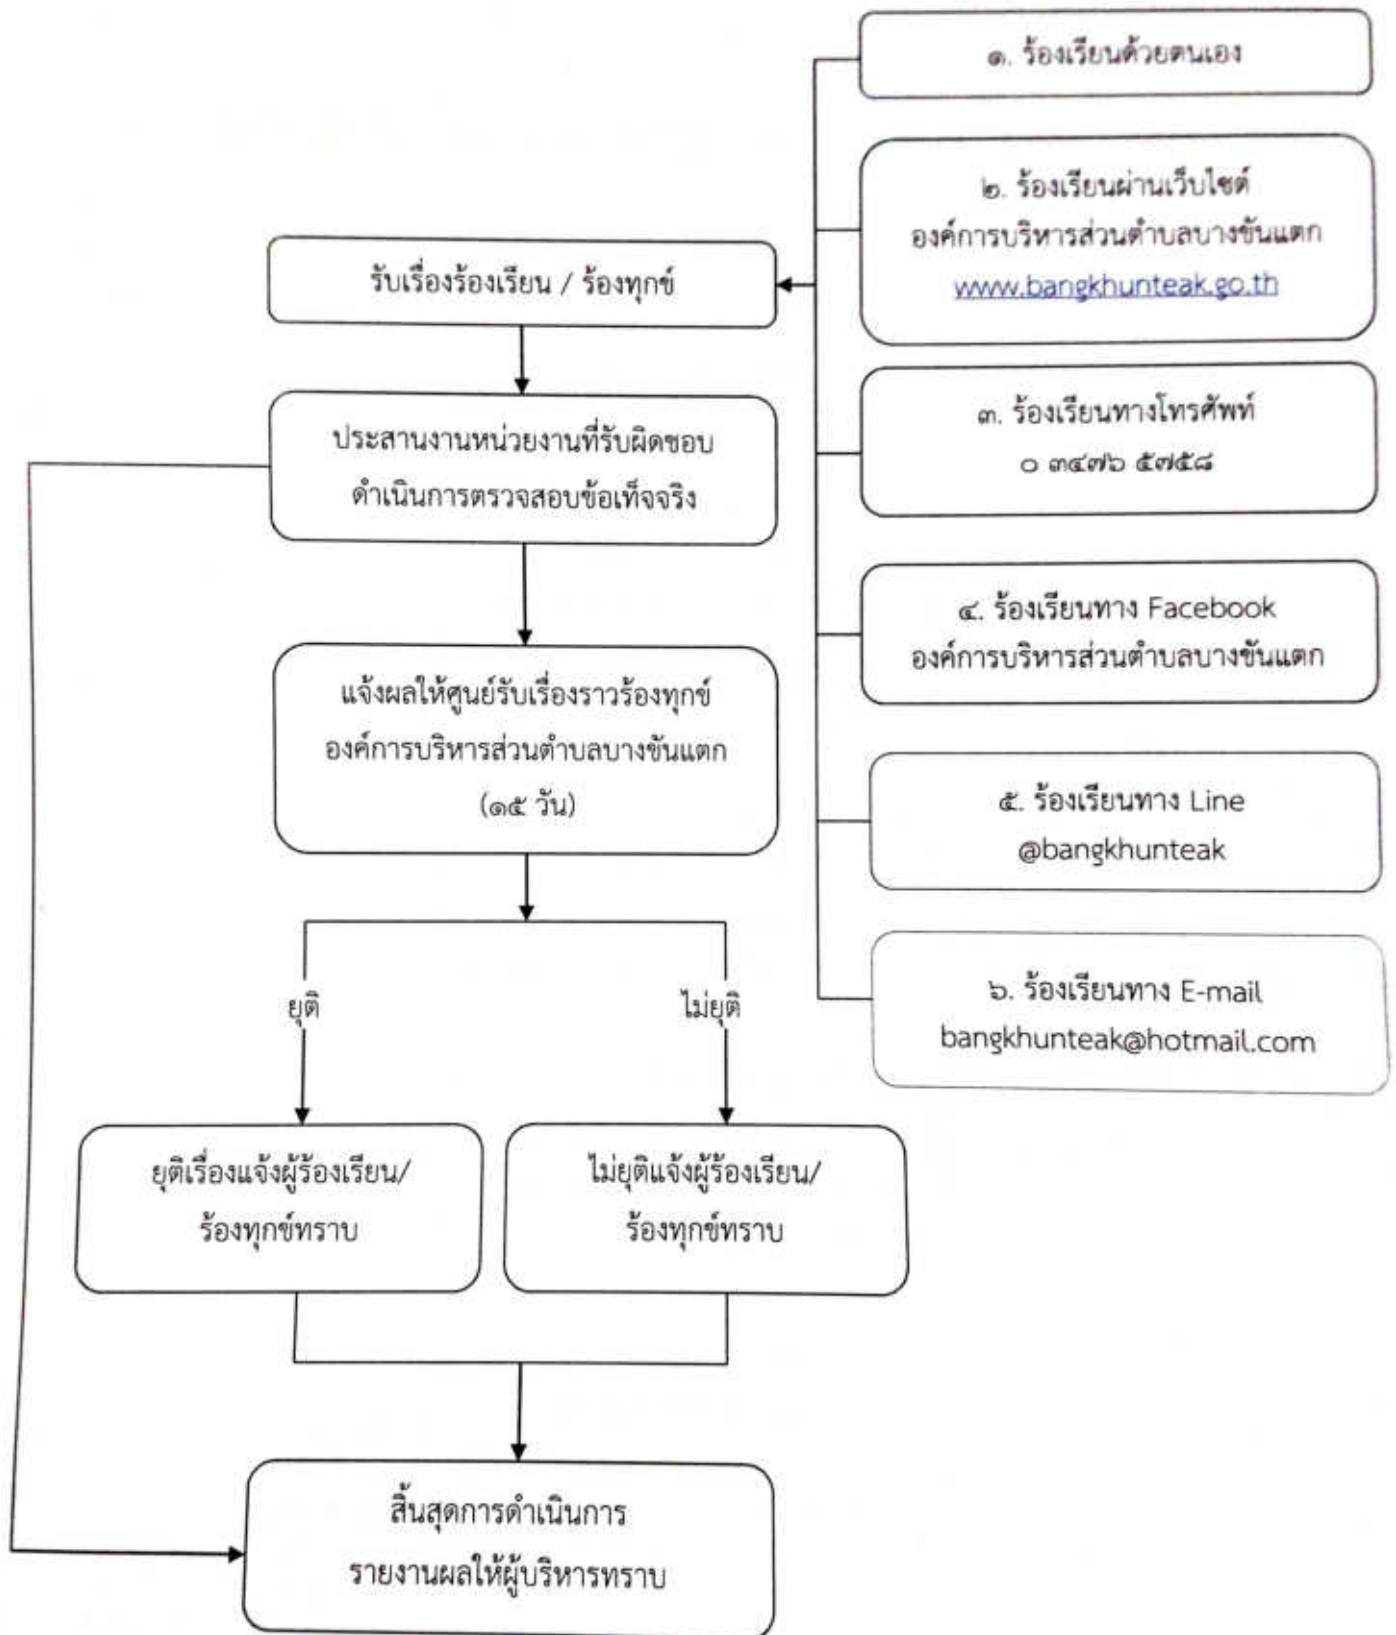 ๑. ร้องเรียนด้วยตนเอง
๒. ร้องเรียนผ่านเว็บไซต์
องค์การบริหารส่วนตำบลบางขันแตก
www.bangkhunteak.go.th
๓. ร้องเรียนทางโทรศัพท์
๐ ๓๔๗๖ ๕๗๕๘
๔. ร้องเรียนทาง Facebook
องค์การบริหารส่วนตำบลบางขันแตก
๕. ร้องเรียนทาง Line
@bangkhunteak
๖. ร้องเรียนทาง E-mail
bangkhunteak@hotmail.com
รับเรื่องร้องเรียน / ร้องทุกข์
ประสานงานหน่วยงานที่รับผิดชอบ
ดำเนินการตรวจสอบข้อเท็จจริง
แจ้งผลให้ศูนย์รับเรื่องราวร้องทุกข์
องค์การบริหารส่วนตำบลบางขันแตก
(๑๕ วัน)
ยุติ
ไม่ยุติ
ยุติเรื่องแจ้งผู้ร้องเรียน/
ร้องทุกข์ทราบ
ไม่ยุติแจ้งผู้ร้องเรียน/
ร้องทุกข์ทราบ
สิ้นสุดการดำเนินการ
รายงานผลให้ผู้บริหารทราบ